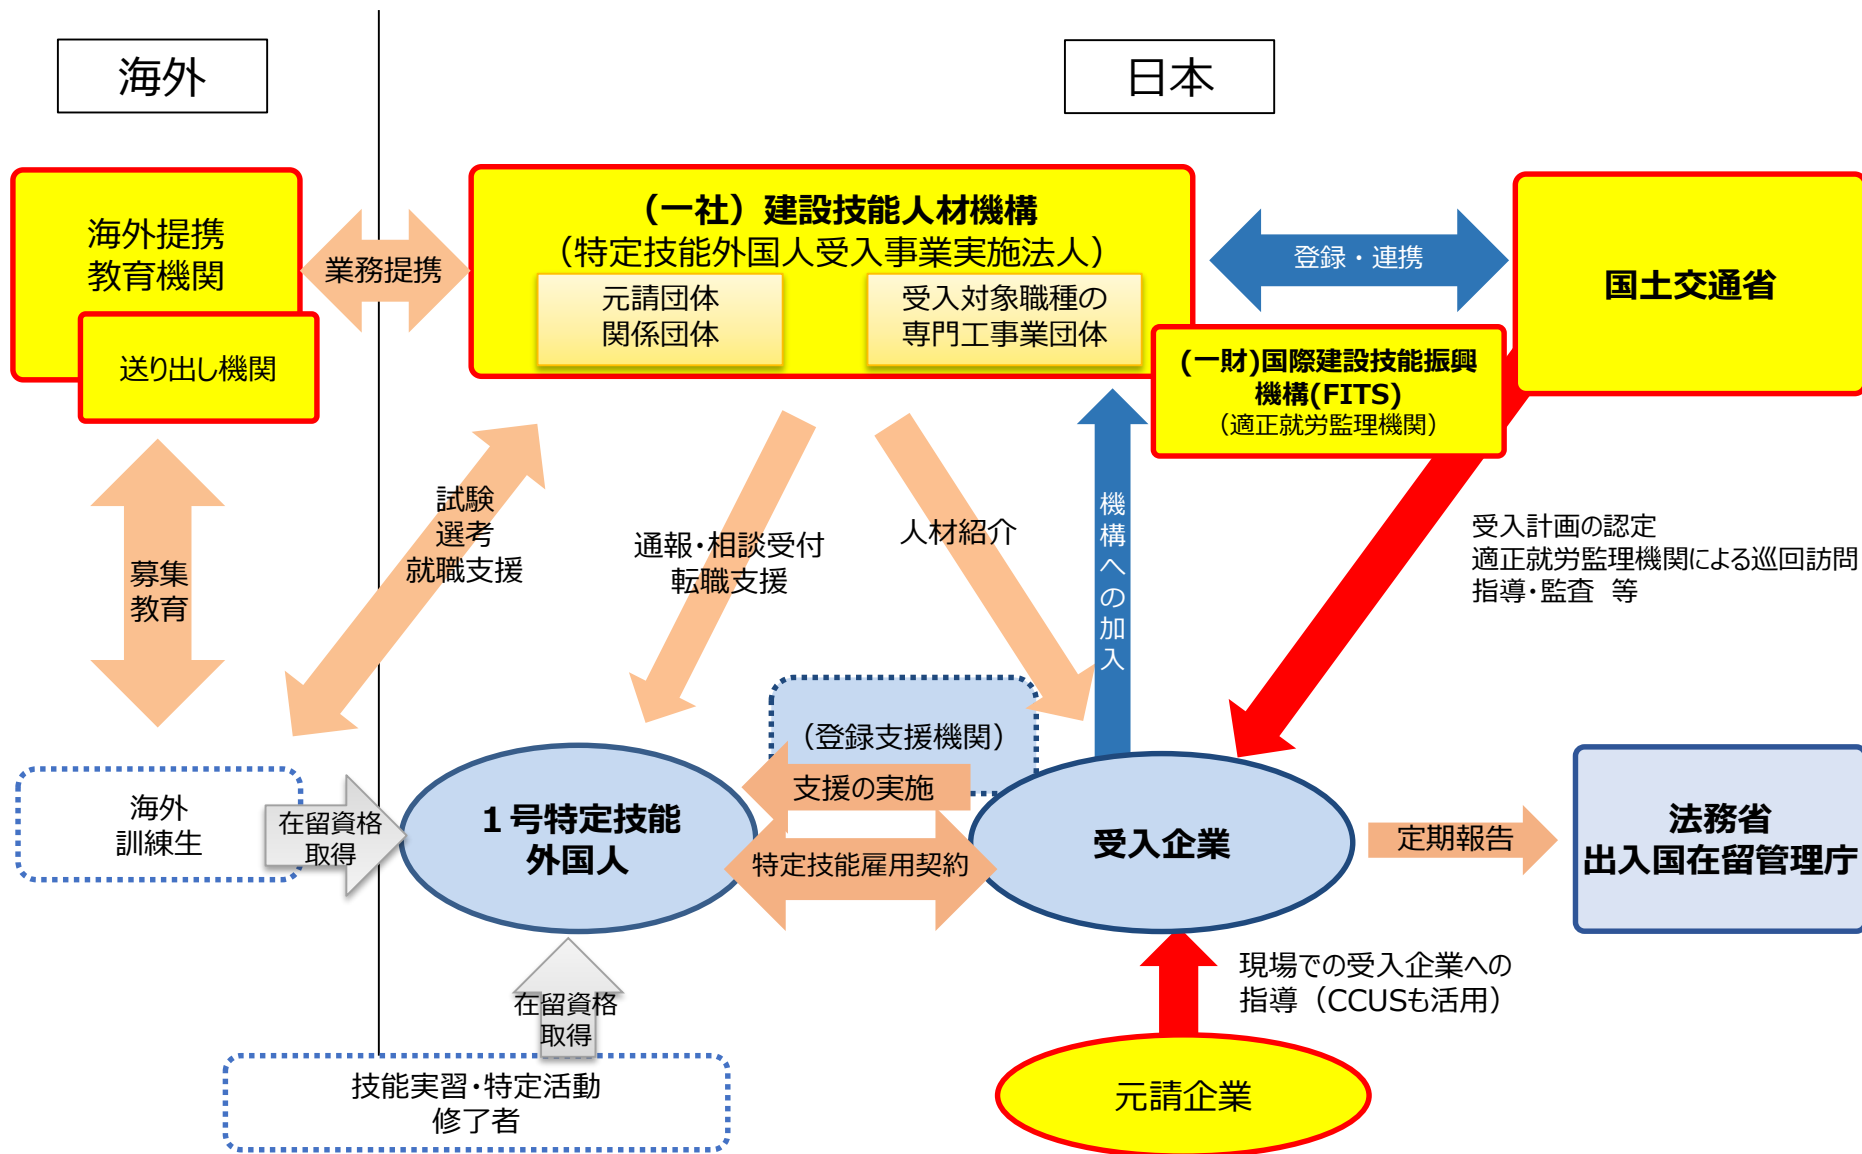 海外
日本
海外提携
教育機関
送り出し機関
業務提携
（一社）建設技能人材機構
（特定技能外国人受入事業実施法人）
元請団体
関係団体
受入対象職種の
専門工事業団体
登録・連携
国土交通省
(一財)国際建設技能振興
機構(FITS)
（適正就労監理機関）
募集
教育
試験
選考
就職支援
通報・相談受付
転職支援
人材紹介
機構への加入
受入計画の認定
適正就労監理機関による巡回訪問
指導・監査　等
海外
訓練生
在留資格
取得
１号特定技能
外国人
（登録支援機関）
支援の実施
特定技能雇用契約
受入企業
定期報告
法務省
出入国在留管理庁
在留資格
取得
技能実習・特定活動
修了者
現場での受入企業への
指導（CCUSも活用）
元請企業